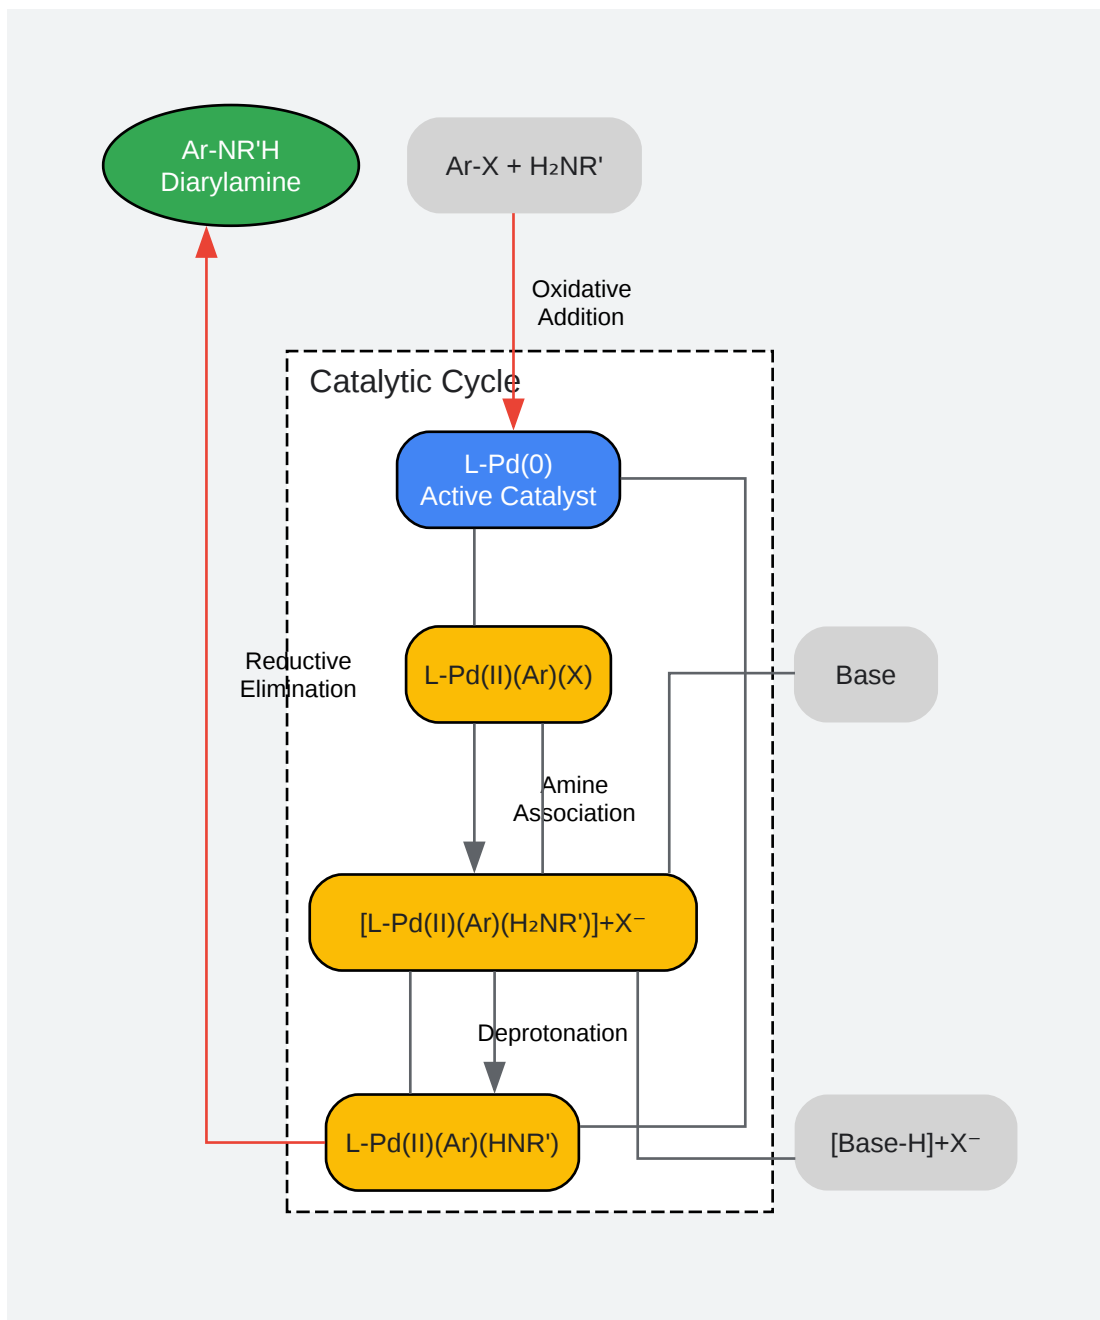 Ar-NR'H
Diarylamine
Ar-X + H₂NR'
Oxidative
Addition
Catalytic Cycle
L-Pd(0)
Active Catalyst
Reductive
Elimination
L-Pd(II)(Ar)(X)
Base
Amine
Association
[L-Pd(II)(Ar)(H₂NR')]+X⁻
Deprotonation
L-Pd(II)(Ar)(HNR')
[Base-H]+X⁻